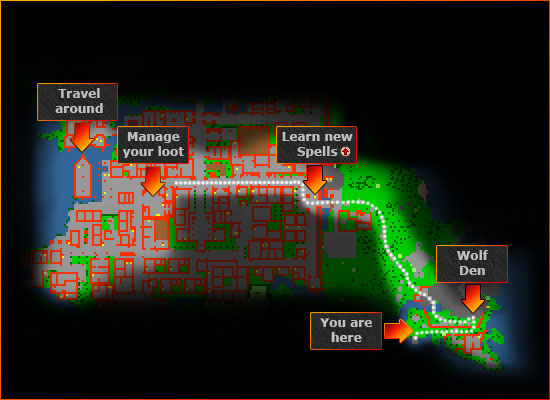 Travel
around
Manage
your loot
Learn new
Spells
Wolf
Den
You are
here